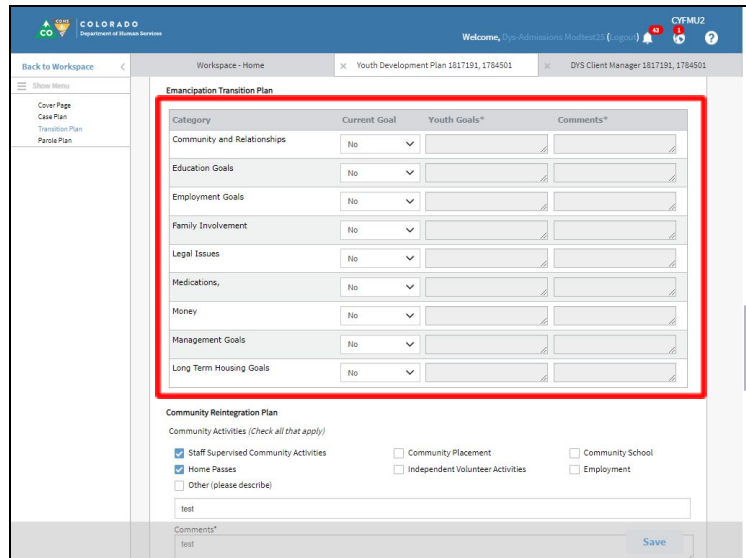 CYFMU2
CO CDHS COLORADO
Department of Human Services
Welcome, Dys-Admissions Modtest25 (Logout) 43 1 ?
Back to Workspace
Workspace - Home
Youth Development Plan 1817191, 1784501
DYS Client Manager 1817191, 1784501
Show Menu
Cover Page
Case Plan
Transition Plan
Parole Plan
Emancipation Transition Plan
Category Current Goal Youth Goals* Comments*
Community and Relationships No
Education Goals No
Employment Goals No
Family Involvement No
Legal Issues No
Medications, No
Money No
Management Goals No
Long Term Housing Goals No
Community Reintegration Plan
Community Activities (Check all that apply)
Staff Supervised Community Activities Community Placement Community School
Home Passes Independent Volunteer Activities Employment
Other (please describe)
test
Comments*
test
Save